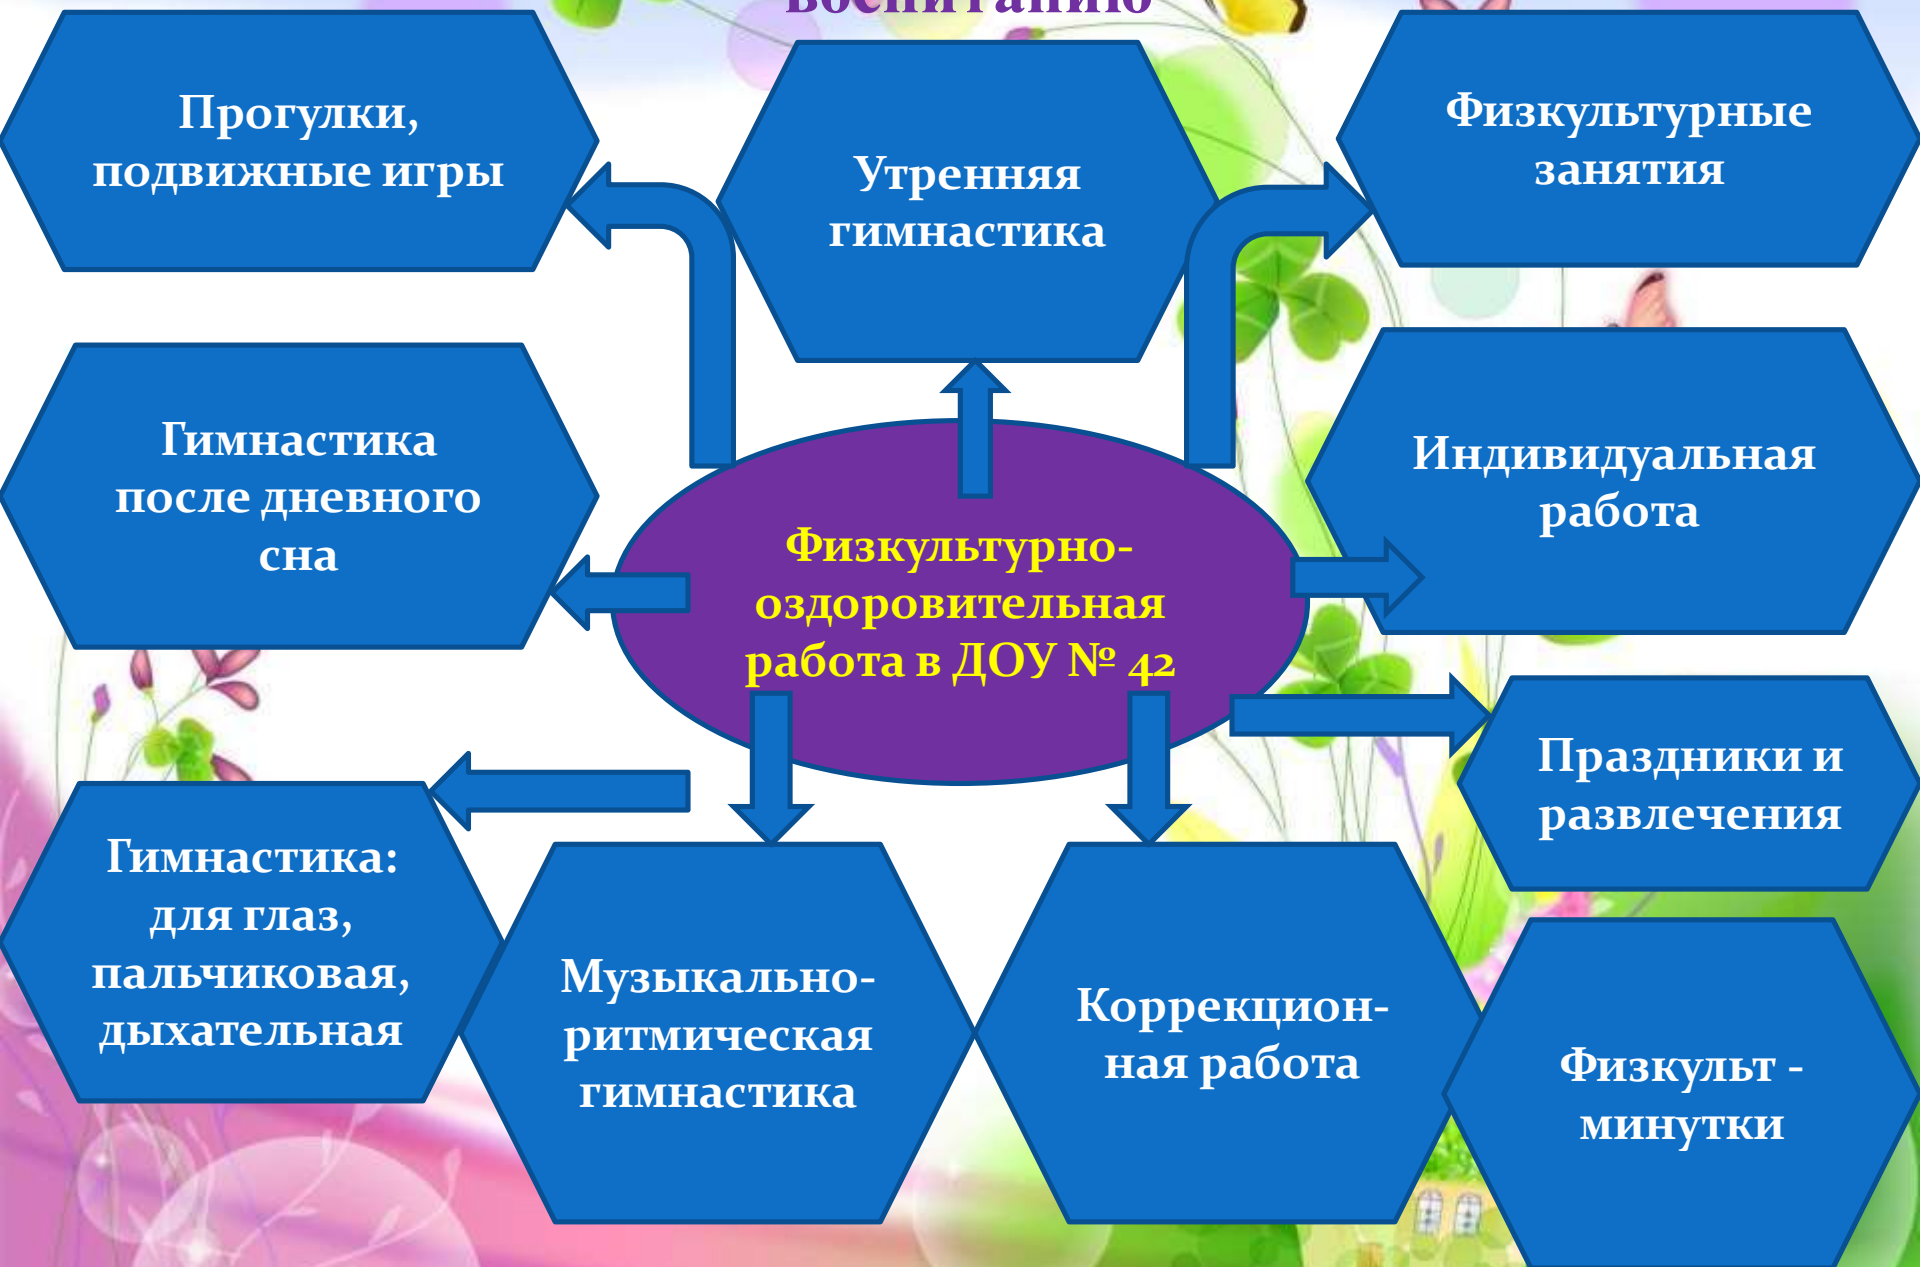 воспитанию
Прогулки,
подвижные игры
Утренняя
гимнастика
Физкультурные
занятия
Гимнастика
после дневного
сна
Индивидуальная
работа
Физкультурно-
оздоровительная
работа в ДОУ № 42
Праздники и
развлечения
Гимнастика:
для глаз,
пальчиковая,
дыхательная
Музыкально-
ритмическая
гимнастика
Коррекцион-
ная работа
Физкульт -
минутки